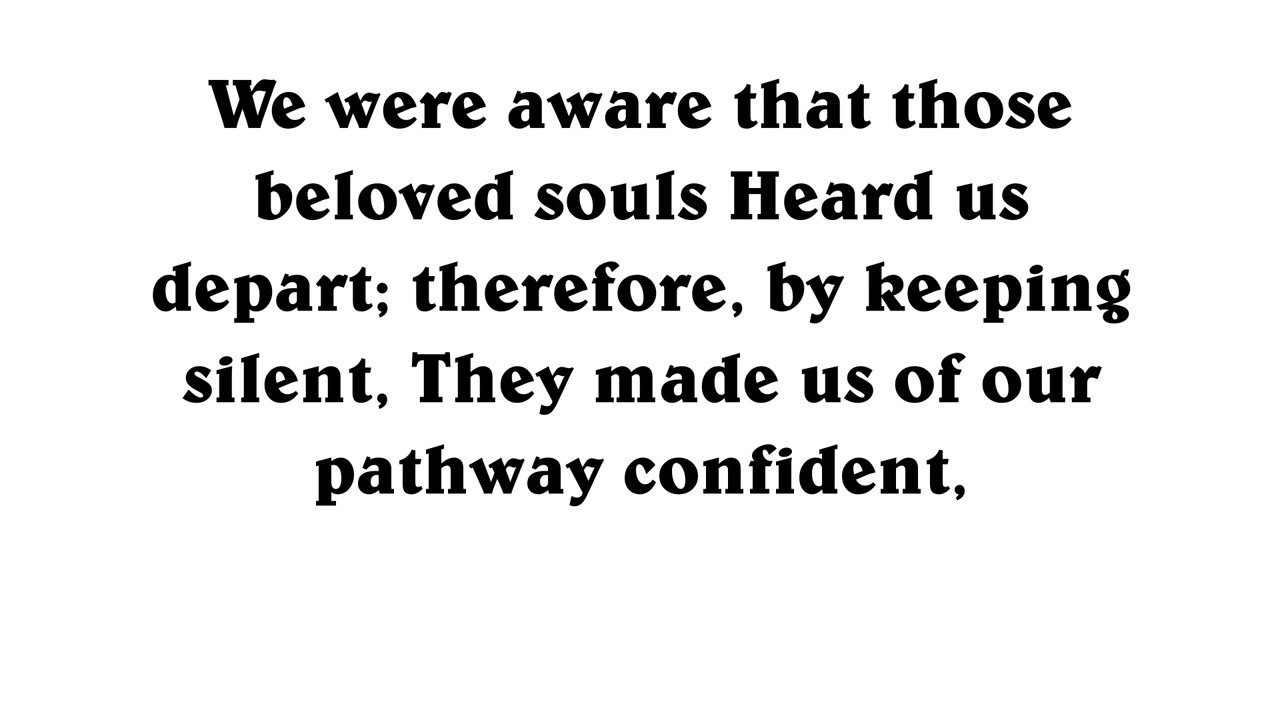 We were aware that those
beloved souls Heard us
depart; therefore, by keeping
silent, They made us of our
pathway confident,